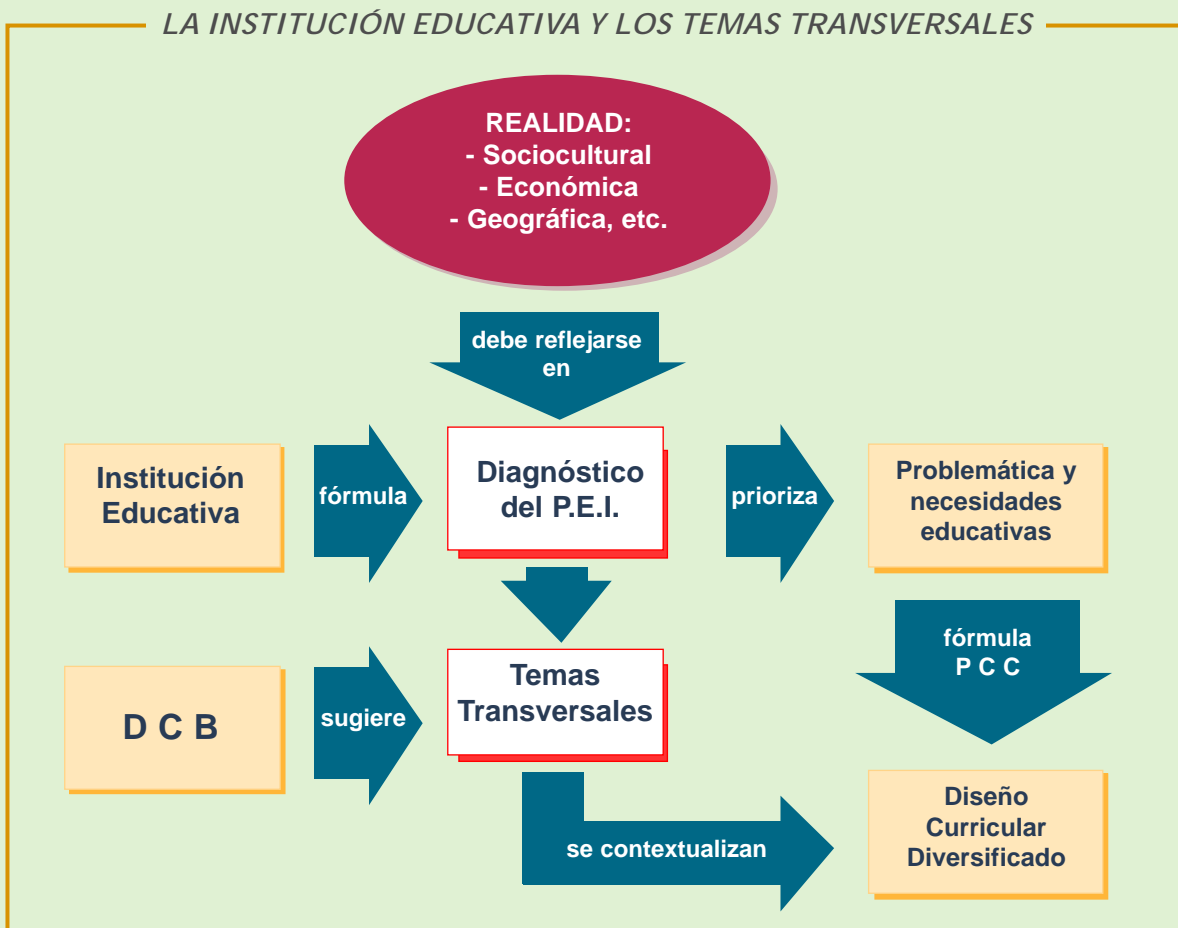 LA INSTITUCIÓN EDUCATIVA Y LOS TEMAS TRANSVERSALES
REALIDAD:
- Sociocultural
- Económica
- Geográfica, etc.
debe reflejarse
en
Institución
Educativa
fórmula
Diagnóstico
del P.E.I.
prioriza
Problemática y
necesidades
educativas
fórmula
P C C
D C B
sugiere
Temas
Transversales
se contextualizan
Diseño
Curricular
Diversificado